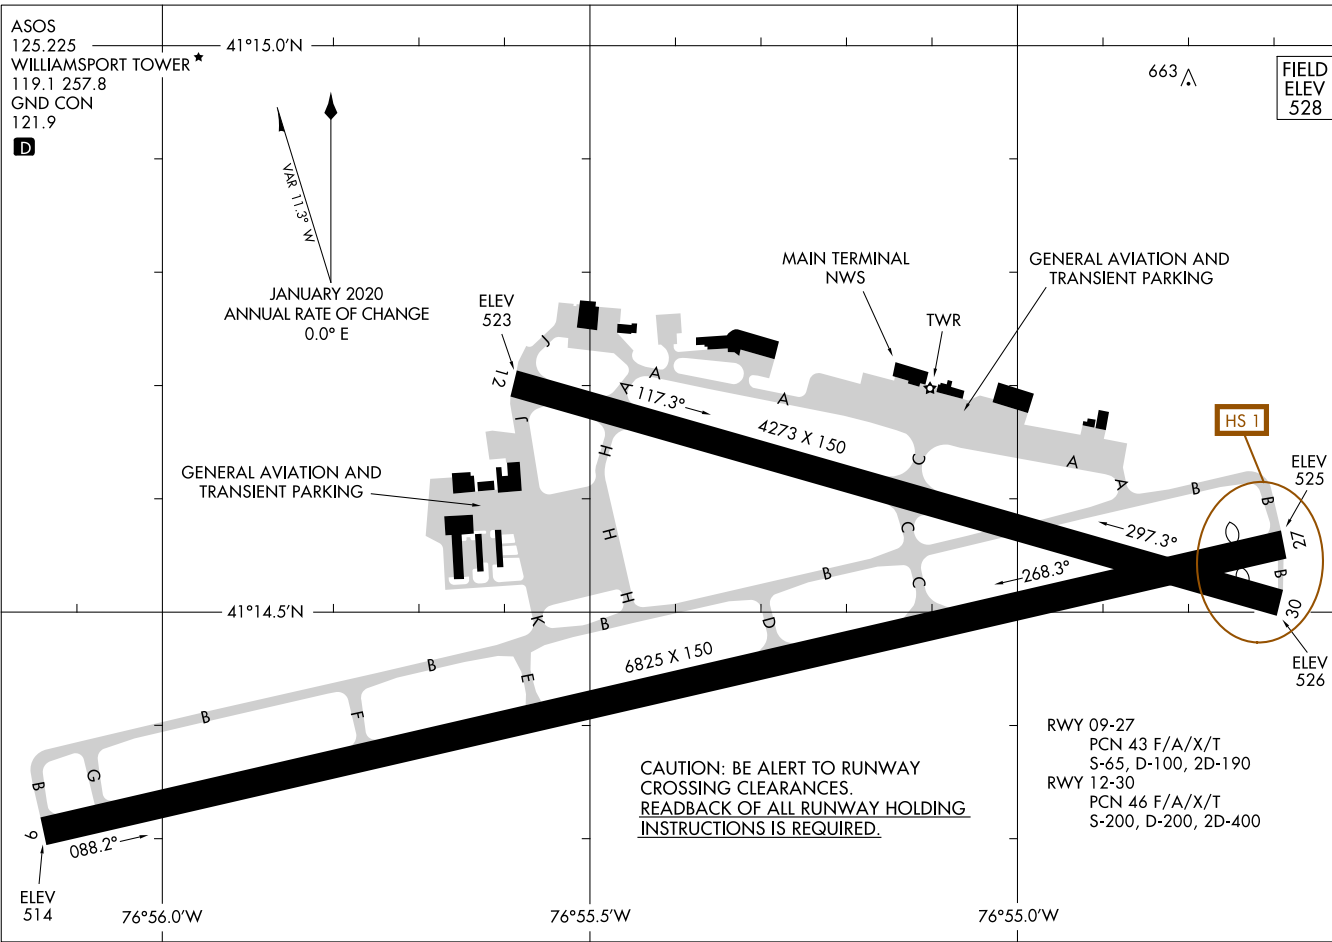 ASOS
125.225
WILLIAMSPORT TOWER★
119.1 257.8
GND CON
121.9
D
41°15.0'N
663
FIELD
ELEV
528
VAR 11.3° W
JANUARY 2020
ANNUAL RATE OF CHANGE
0.0° E
ELEV
523
MAIN TERMINAL
NWS
TWR
GENERAL AVIATION AND
TRANSIENT PARKING
J
12
A
A
117.3°
A
4273 X 150
J
H
C
A
A
HS 1
ELEV
525
GENERAL AVIATION AND
TRANSIENT PARKING
B
B
H
C
297.3°
27
268.3°
B
B
C
30
41°14.5'N
H
K
B
D
6825 X 150
ELEV
526
B
E
B
F
G
B
9
088.2°
ELEV
514
CAUTION: BE ALERT TO RUNWAY
CROSSING CLEARANCES.
READBACK OF ALL RUNWAY HOLDING
INSTRUCTIONS IS REQUIRED.
RWY 09-27
PCN 43 F/A/X/T
S-65, D-100, 2D-190
RWY 12-30
PCN 46 F/A/X/T
S-200, D-200, 2D-400
76°56.0'W
76°55.5'W
76°55.0'W